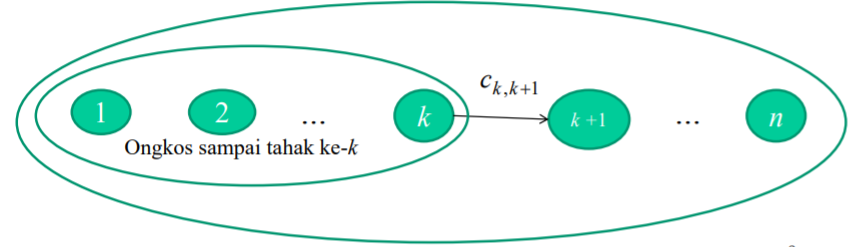 c_{k,k+1}
1 2 ... k k +1 ... n
Ongkos sampai tahak ke-k